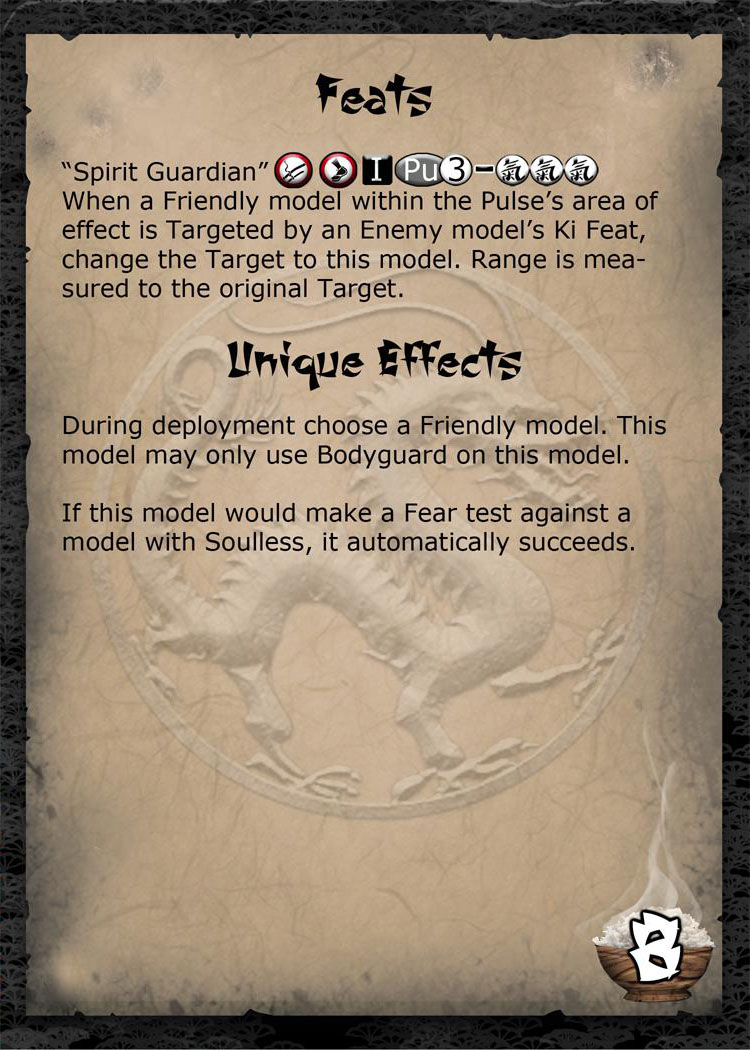 Feats
“Spirit Guardian” I Pu3-氣氣氣
When a Friendly model within the Pulse’s area of
effect is Targeted by an Enemy model’s Ki Feat,
change the Target to this model. Range is mea-
sured to the original Target.
Unique Effects
During deployment choose a Friendly model. This
model may only use Bodyguard on this model.
If this model would make a Fear test against a
model with Soulless, it automatically succeeds.
8